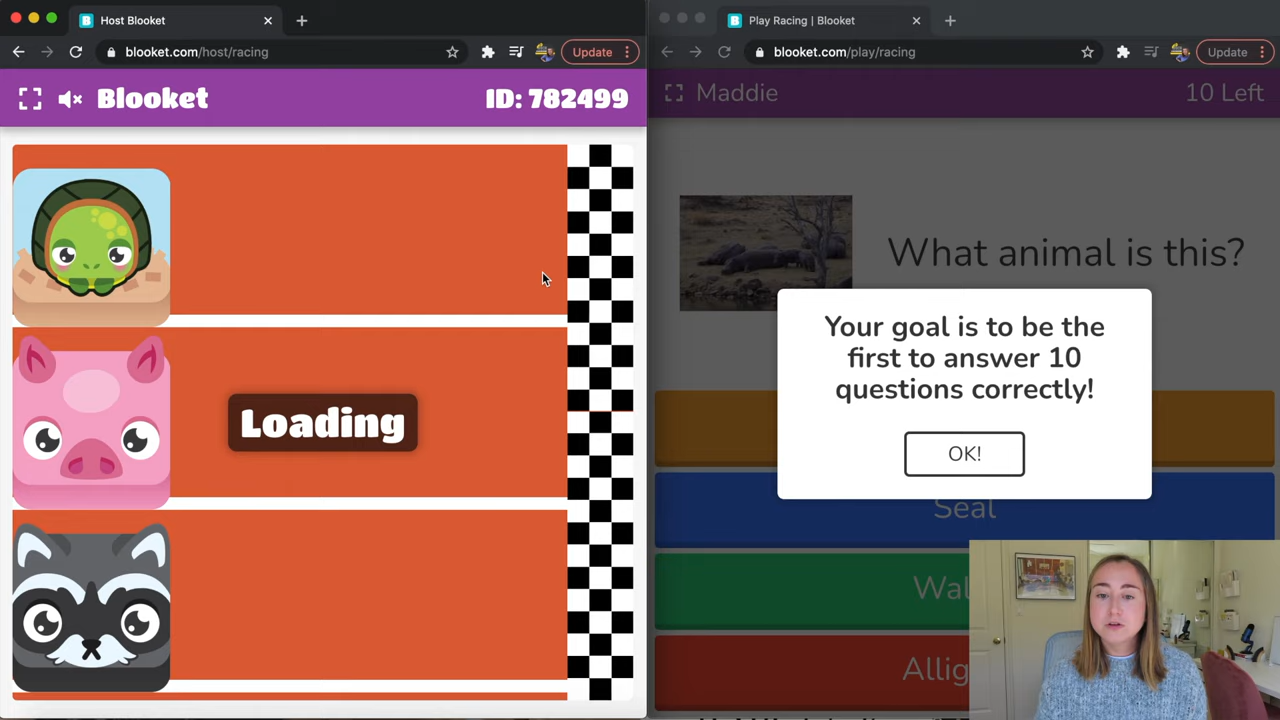 Host Blooket
blooket.com/host/racing
Update
Blooket
ID: 782499
Loading
Play Racing | Blooket
blooket.com/play/racing
Update
Maddie
10 Left
What animal is this?
Your goal is to be the
first to answer 10
questions correctly!
OK!
Seal